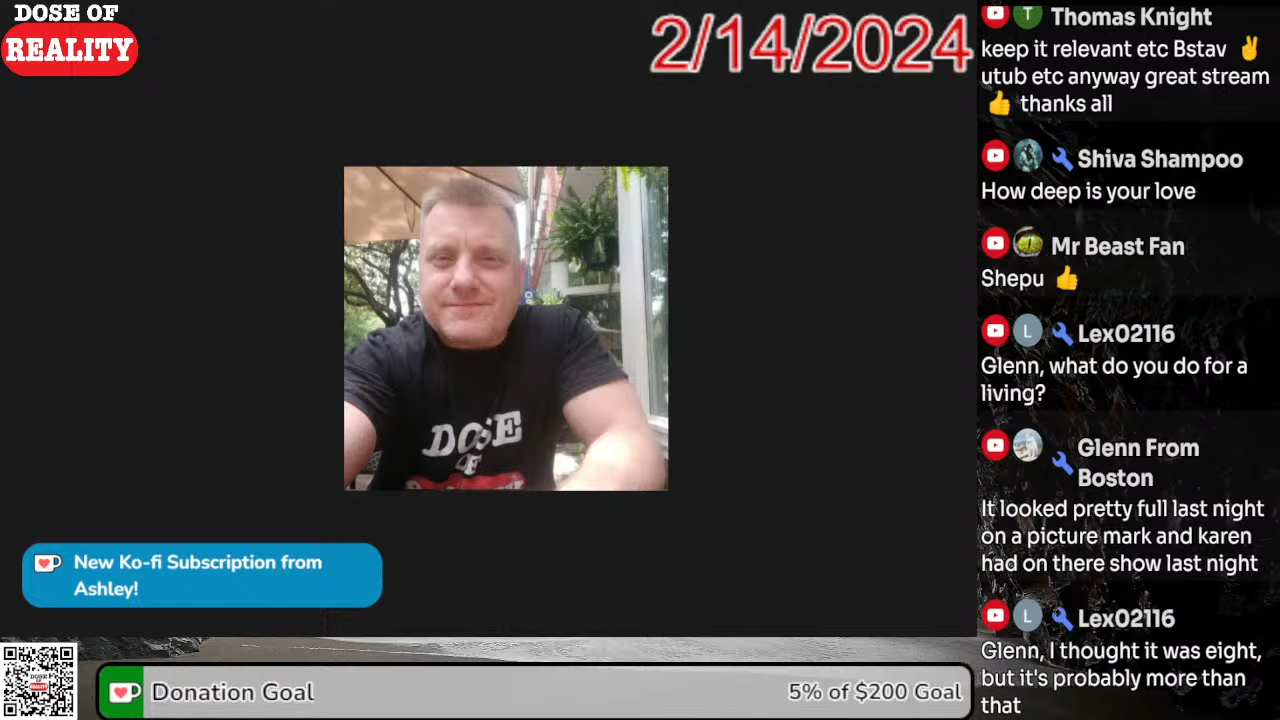 DOSE OF
REALITY
2/14/2024
DOSE
OF
New Ko-fi Subscription from
Ashley!
Donation Goal
5% of $200 Goal
T Thomas Knight
keep it relevant etc Bstav ✌️
utub etc anyway great stream
👍 thanks all
Shiva Shampoo
How deep is your love
Mr Beast Fan
Shepu 👍
L Lex02116
Glenn, what do you do for a
living?
Glenn From
Boston
It looked pretty full last night
on a picture mark and karen
had on there show last night
L Lex02116
Glenn, I thought it was eight,
but it's probably more than
that